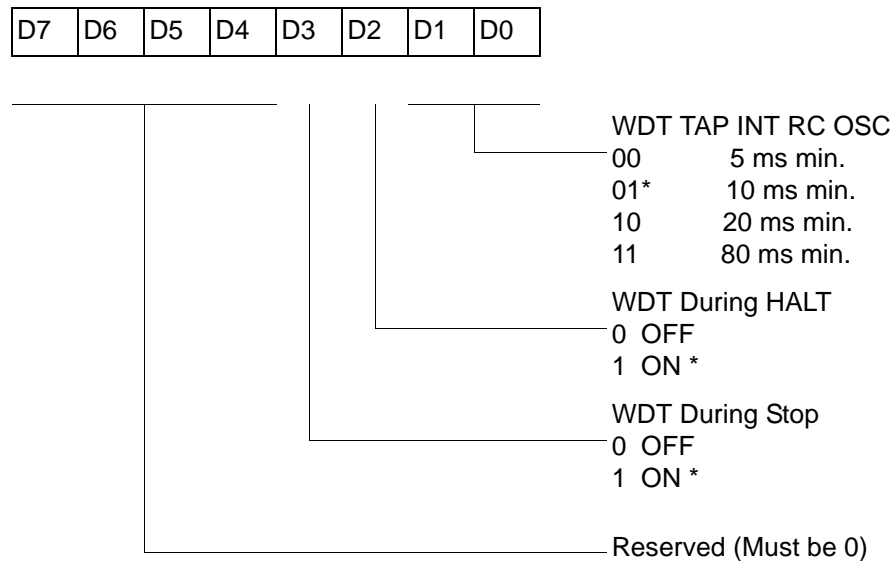 D7 D6 D5 D4 D3 D2 D1 D0
WDT TAP INT RC OSC
00 5 ms min.
01* 10 ms min.
10 20 ms min.
11 80 ms min.
WDT During HALT
0 OFF
1 ON *
WDT During Stop
0 OFF
1 ON *
Reserved (Must be 0)